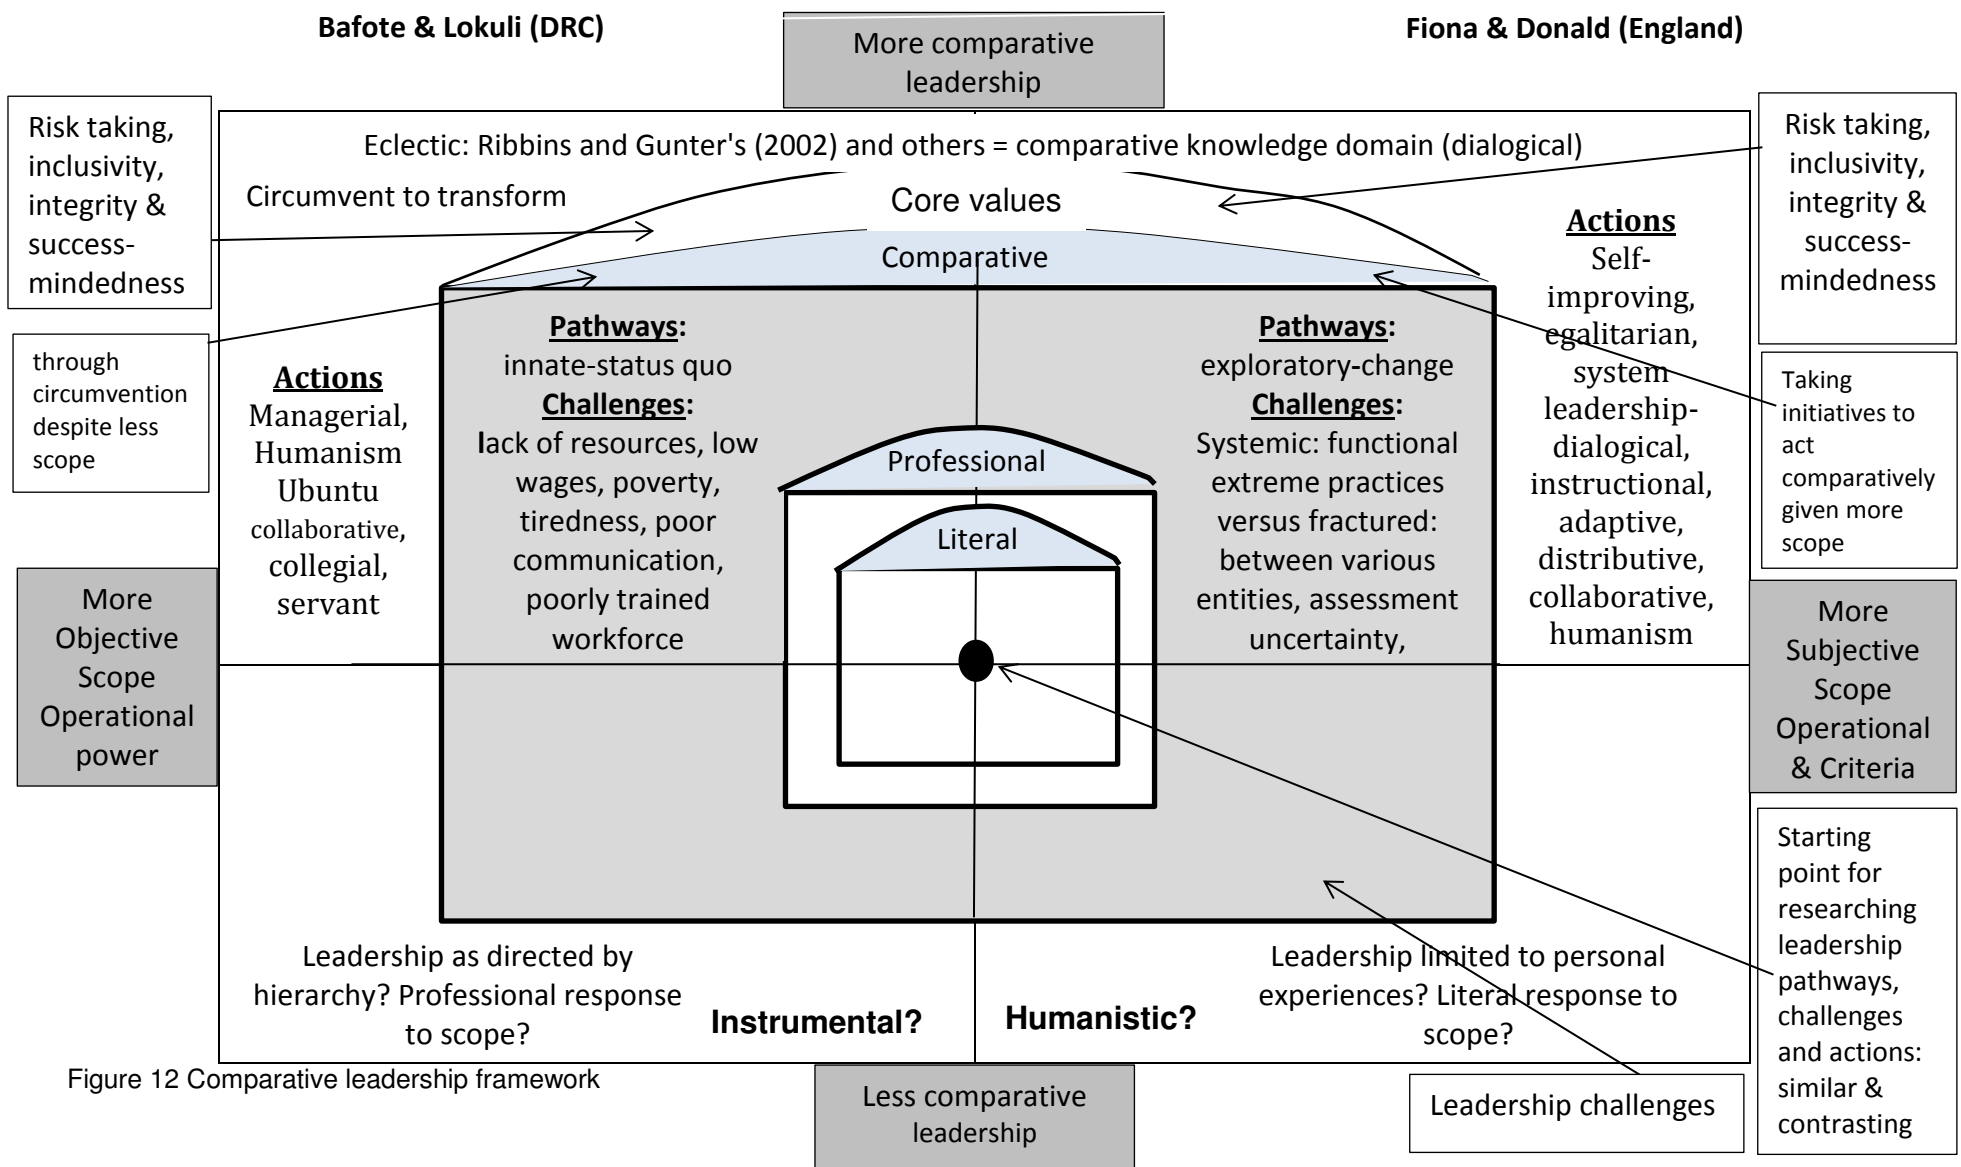 Bafote & Lokuli (DRC)
Fiona & Donald (England)
More comparative
leadership
Risk taking,
inclusivity,
integrity &
success-
mindedness
Eclectic: Ribbins and Gunter's (2002) and others = comparative knowledge domain (dialogical)
Circumvent to transform
Core values
Comparative
Risk taking,
inclusivity,
integrity &
success-
mindedness
through
circumvention
despite less
scope
Actions
Managerial,
Humanism
Ubuntu
collaborative,
collegial,
servant
Pathways:
innate-status quo
Challenges:
lack of resources, low
wages, poverty,
tiredness, poor
communication,
poorly trained
workforce
Professional
Literal
Pathways:
exploratory-change
Challenges:
Systemic: functional
extreme practices
versus fractured:
between various
entities, assessment
uncertainty,
Actions
Self-
improving,
egalitarian,
system
leadership-
dialogical,
instructional,
adaptive,
distributive,
collaborative,
humanism
Taking
initiatives to
act
comparatively
given more
scope
More
Objective
Scope
Operational
power
More
Subjective
Scope
Operational
& Criteria
Leadership as directed by
hierarchy? Professional response
to scope?
Instrumental?
Humanistic?
Leadership limited to personal
experiences? Literal response to
scope?
Starting
point for
researching
leadership
pathways,
challenges
and actions:
similar &
contrasting
Figure 12 Comparative leadership framework
Less comparative
leadership
Leadership challenges